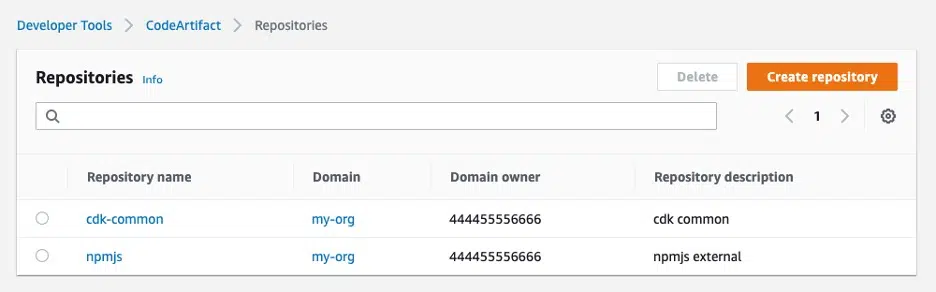 Developer Tools > CodeArtifact > Repositories
Repositories Info Delete Create repository
1
Repository name Domain Domain owner Repository description
cdk-common my-org 444455556666 cdk common
npmjs my-org 444455556666 npmjs external